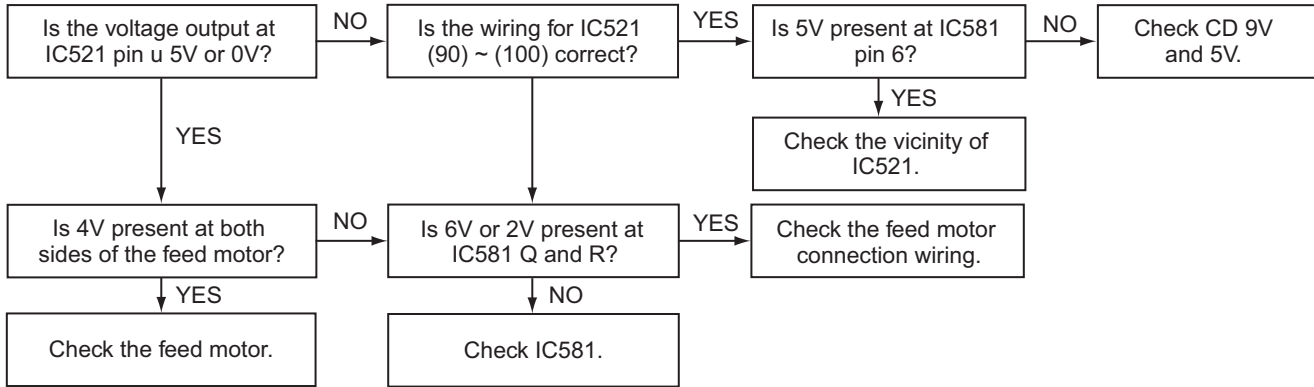 Is the voltage output at
IC521 pin u 5V or 0V?
NO
Is the wiring for IC521
(90) ~ (100) correct?
YES
Is 5V present at IC581
pin 6?
NO
Check CD 9V
and 5V.
YES
YES
Check the vicinity of
IC521.
Is 4V present at both
sides of the feed motor?
NO
Is 6V or 2V present at
IC581 Q and R?
YES
Check the feed motor
connection wiring.
YES
NO
Check the feed motor.
Check IC581.